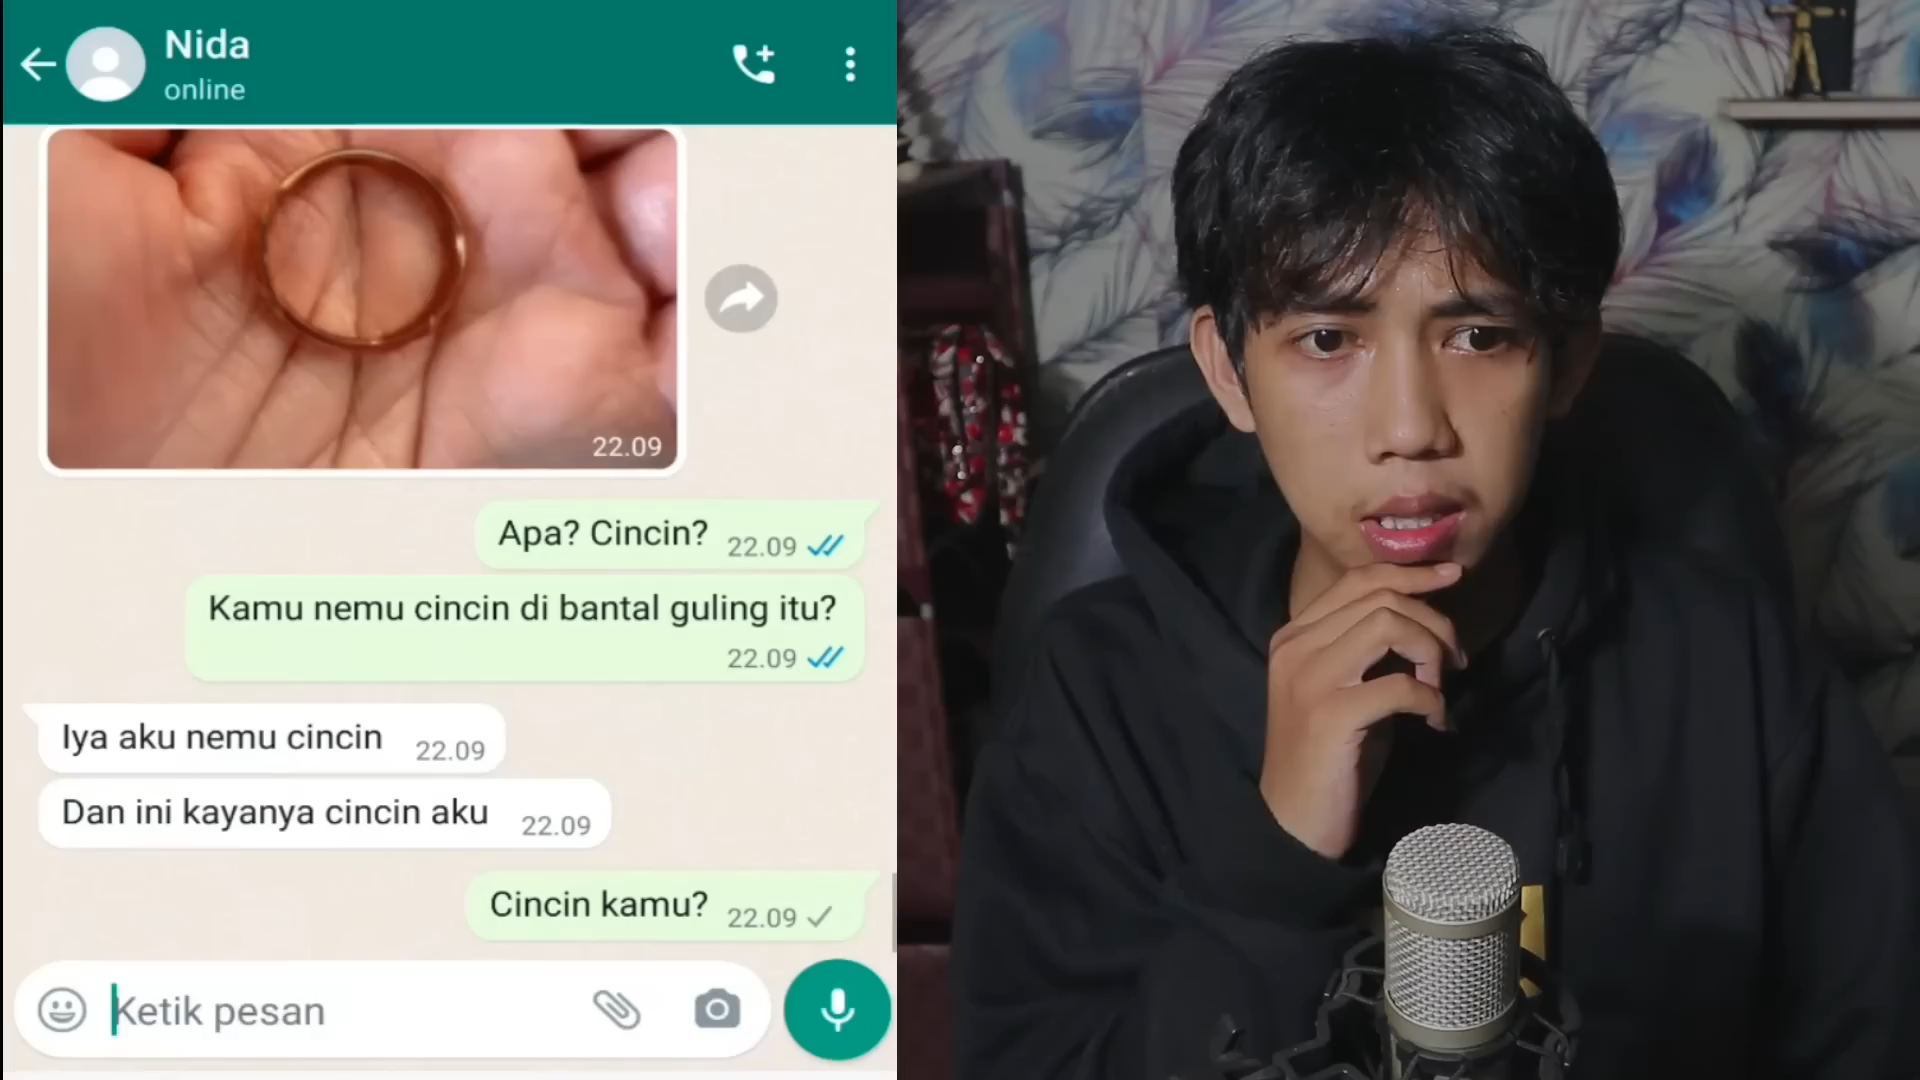 Nida
online
22.09
Apa? Cincin? 22.09
Kamu nemu cincin di bantal guling itu?
22.09
Iya aku nemu cincin 22.09
Dan ini kayanya cincin aku 22.09
Cincin kamu? 22.09
Ketik pesan